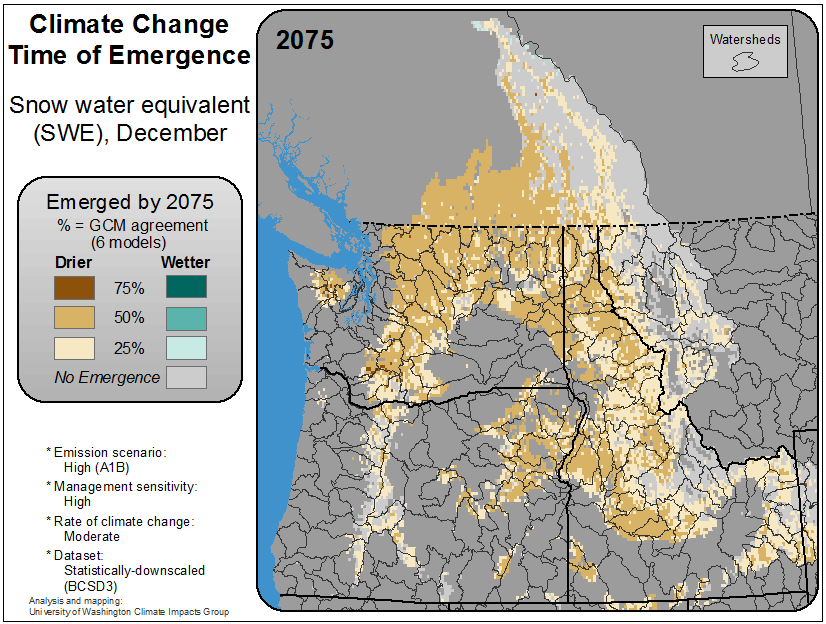 Climate Change
Time of Emergence
Snow water equivalent
(SWE), December
Emerged by 2075
% = GCM agreement
(6 models)
Drier Wetter
75%
50%
25%
No Emergence
* Emission scenario:
High (A1B)
* Management sensitivity:
High
* Rate of climate change:
Moderate
* Dataset:
Statistically-downscaled
(BCSD3)
Analysis and mapping:
University of Washington Climate Impacts Group
2075
Watersheds